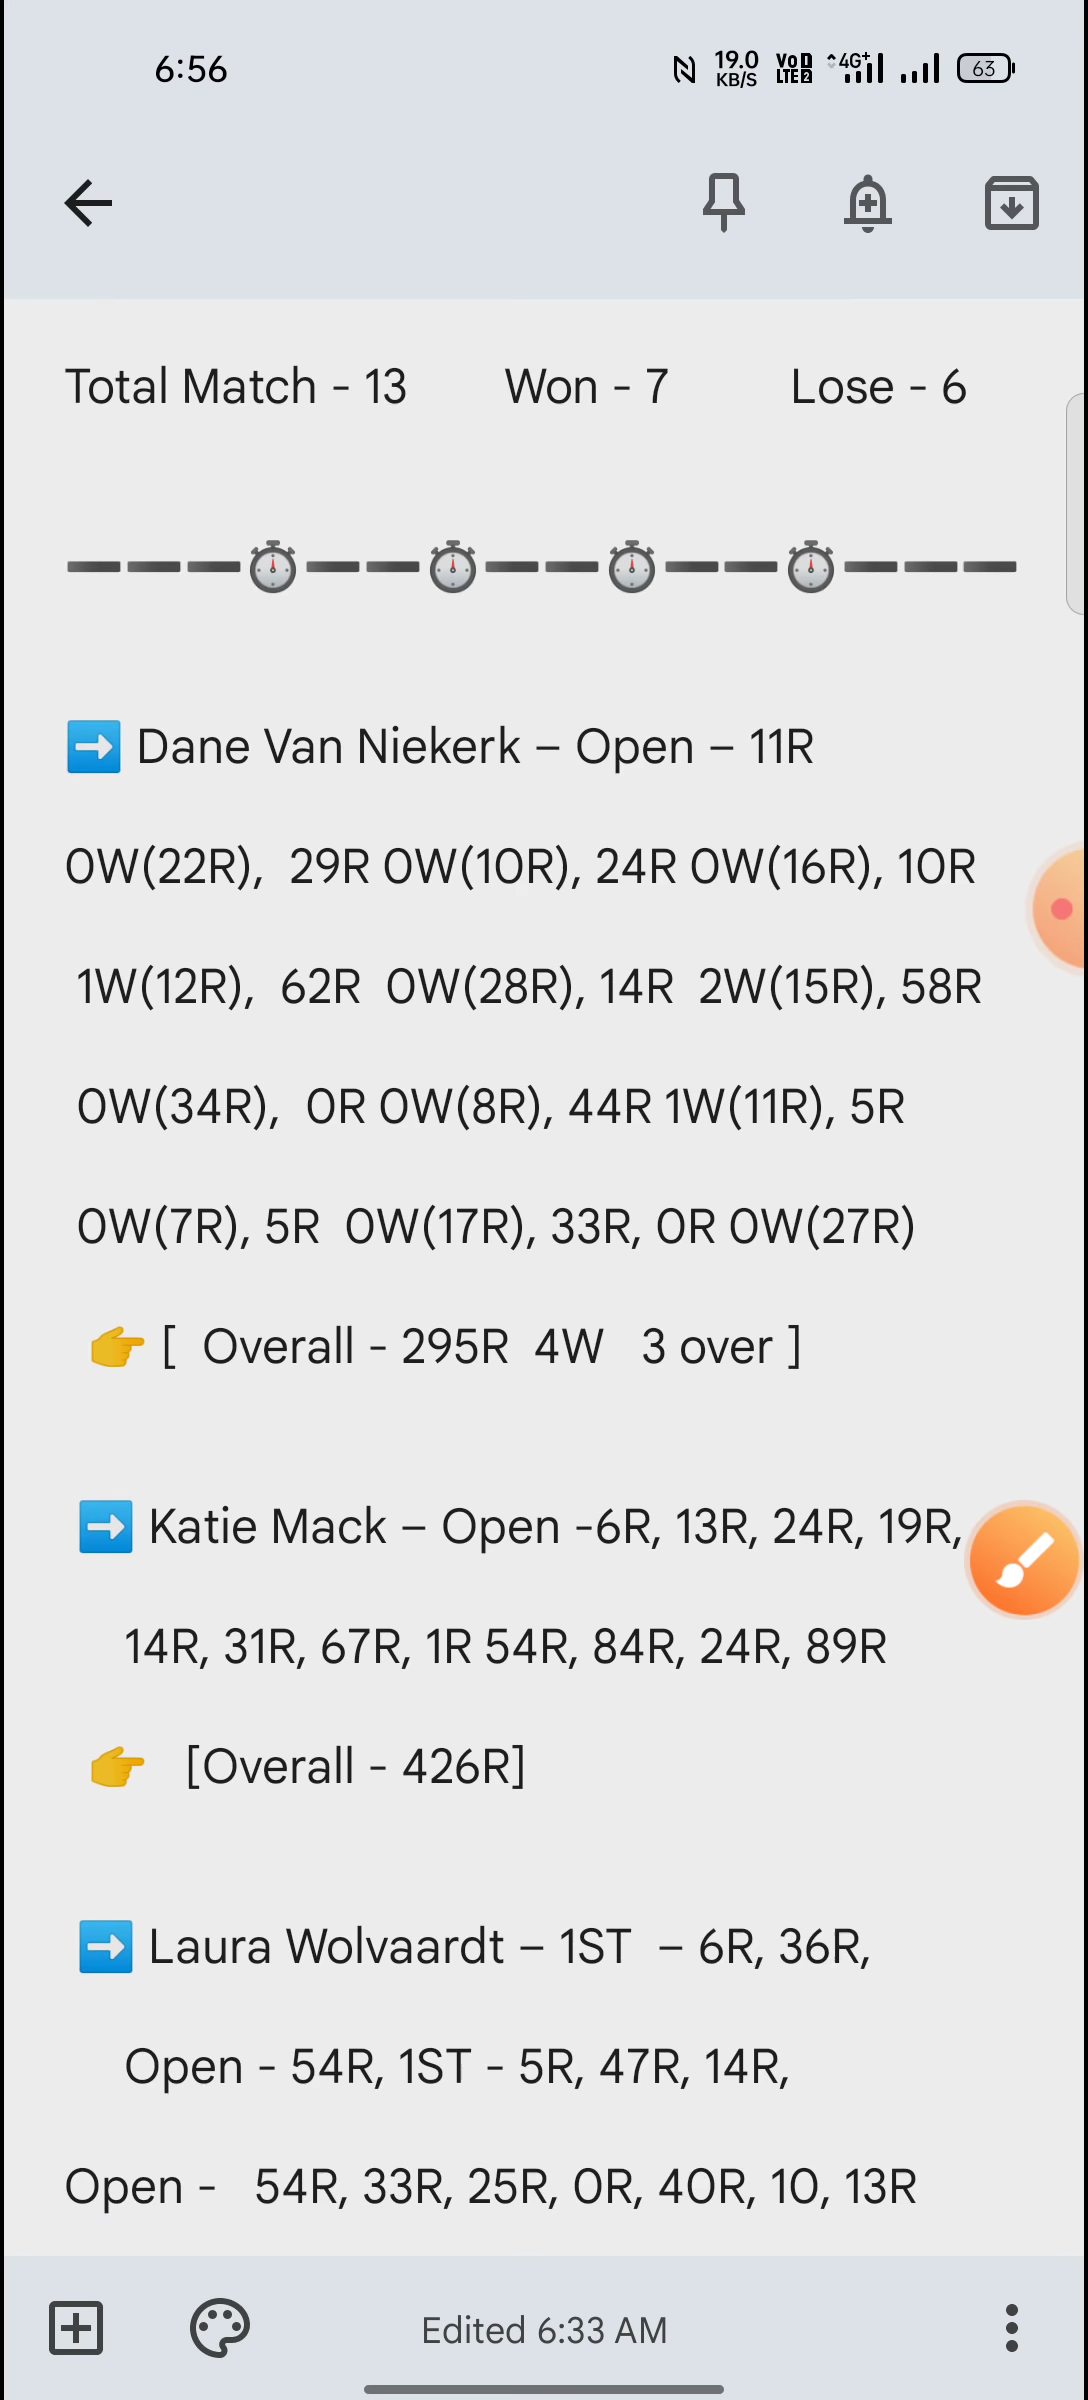 6:56 19.0 KB/S VoLTE 1 2 4G+ 63
Total Match - 13 Won - 7 Lose - 6
Dane Van Niekerk – Open – 11R
0W(22R), 29R 0W(10R), 24R 0W(16R), 10R
1W(12R), 62R 0W(28R), 14R 2W(15R), 58R
0W(34R), 0R 0W(8R), 44R 1W(11R), 5R
0W(7R), 5R 0W(17R), 33R, 0R 0W(27R)
[ Overall - 295R 4W 3 over ]
Katie Mack – Open -6R, 13R, 24R, 19R,
14R, 31R, 67R, 1R 54R, 84R, 24R, 89R
[Overall - 426R]
Laura Wolvaardt – 1ST – 6R, 36R,
Open - 54R, 1ST - 5R, 47R, 14R,
Open - 54R, 33R, 25R, 0R, 40R, 10, 13R
Edited 6:33 AM